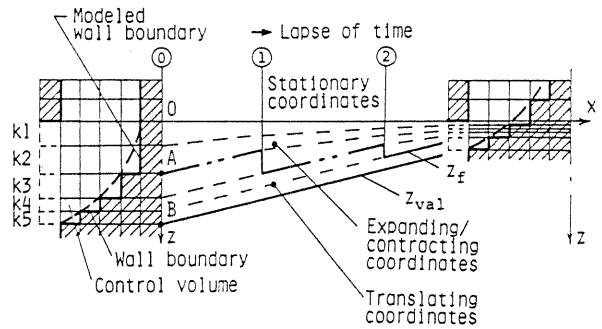 Modeled
wall boundary
→ Lapse of time
0
1
2
Stationary
coordinates
O
X
k1
k2
k3
k4
k5
A
B
Zf
Zval
Expanding/
contracting
coordinates
Z
Z
Wall boundary
Control volume
Translating
coordinates